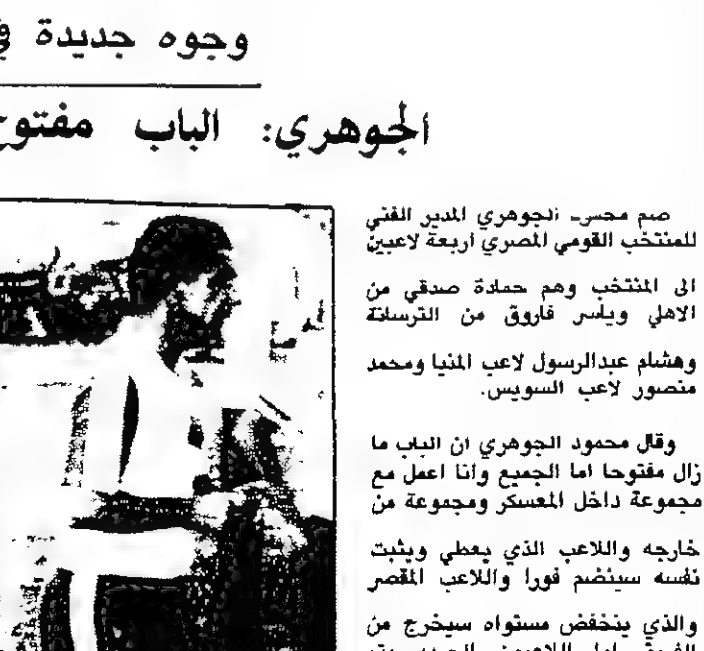 وجوه جديدة في
الجوهري: الباب مفتوح
ضم الجوهري المدير الفني
للمنتخب القومي المصري اربعة لاعبين
الى المنتخب وهم حمادة صدقي من
الاهلي وياسر فاروق من الترسانة
وهشام عبدالرسول لاعب المنيا ومحمد
منصور لاعب السويس.
وقال محمود الجوهري ان الباب ما
زال مفتوحا اما الجميع وانا اعمل مع
مجموعة داخل المعسكر ومجموعة من
خارجه واللاعب الذي يعطي ويثبت
نفسه سينضم فورا واللاعب المقصر
والذي ينخفض مستواه سيخرج من